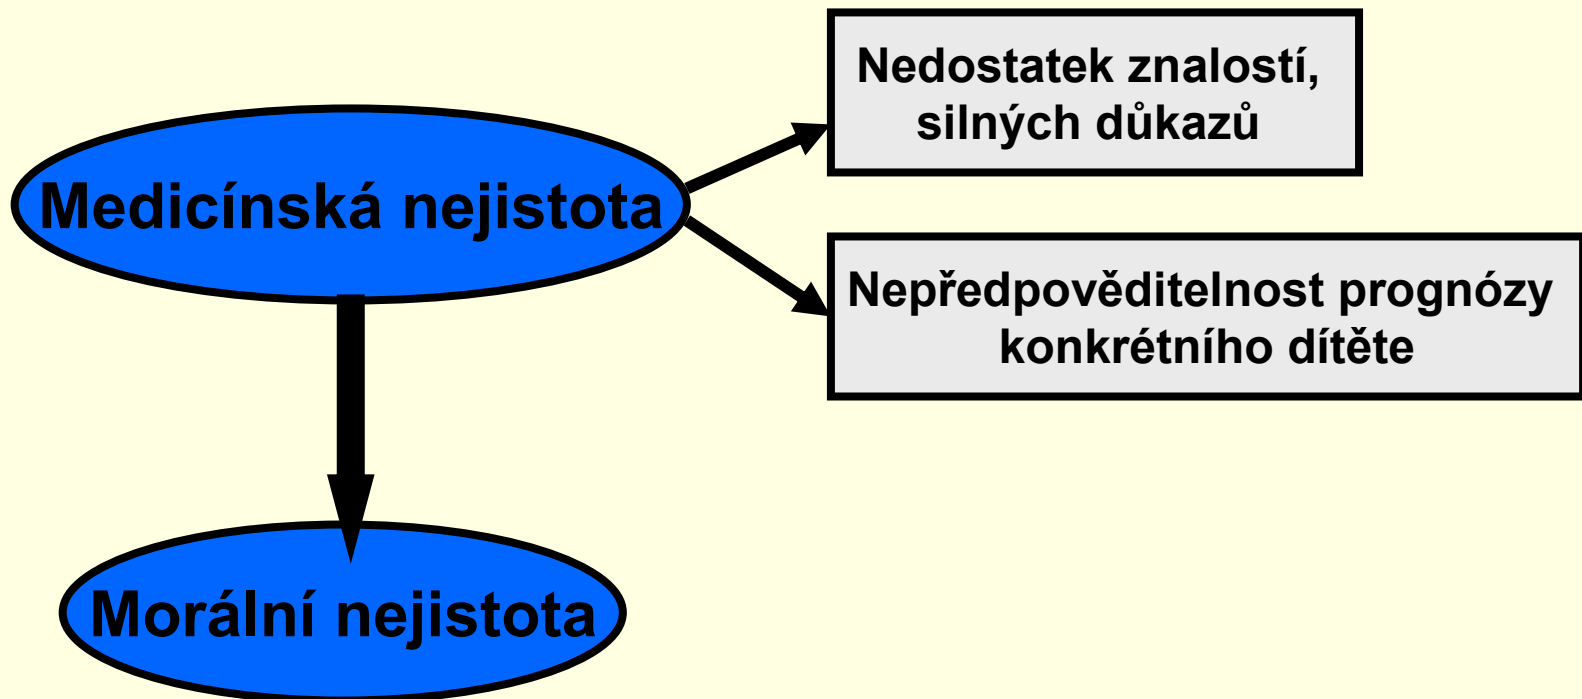 Nedostatek znalostí,
silných důkazů
Medicínská nejistota
Nepředpověditelnost prognózy
konkrétního dítěte
Morální nejistota